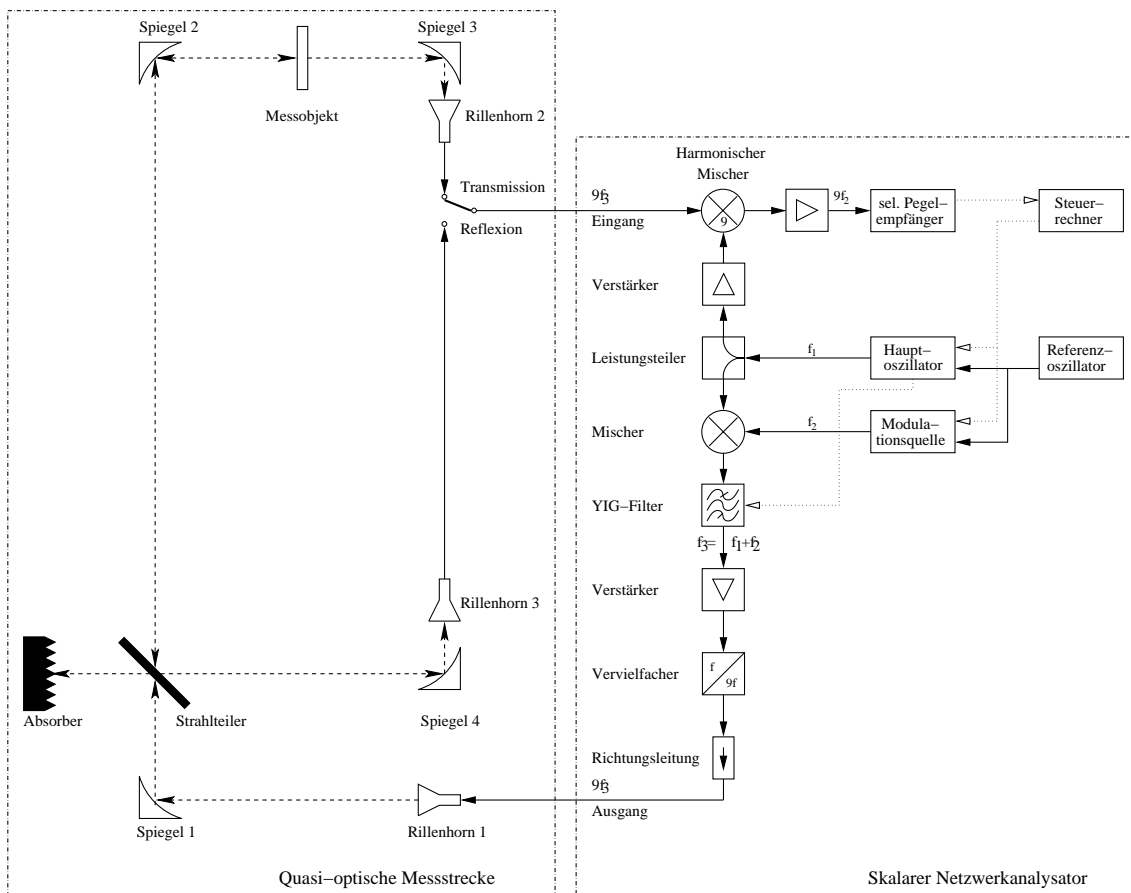 Spiegel 2
Spiegel 3
Messobjekt
Rillenhorn 2
Transmission
Reflexion
Rillenhorn 3
Absorber
Strahlteiler
Spiegel 4
Spiegel 1
Rillenhorn 1
Quasi−optische Messstrecke
9f3
Eingang
Harmonischer
Mischer
9
9f2
sel. Pegel−
empfänger
Steuer−
rechner
Verstärker
Leistungsteiler
f1
Haupt−
oszillator
Referenz−
oszillator
Mischer
f2
Modula−
tionsquelle
YIG−Filter
f3= f1+f2
Verstärker
Vervielfacher
f
9f
Richtungsleitung
9f3
Ausgang
Skalarer Netzwerkanalysator